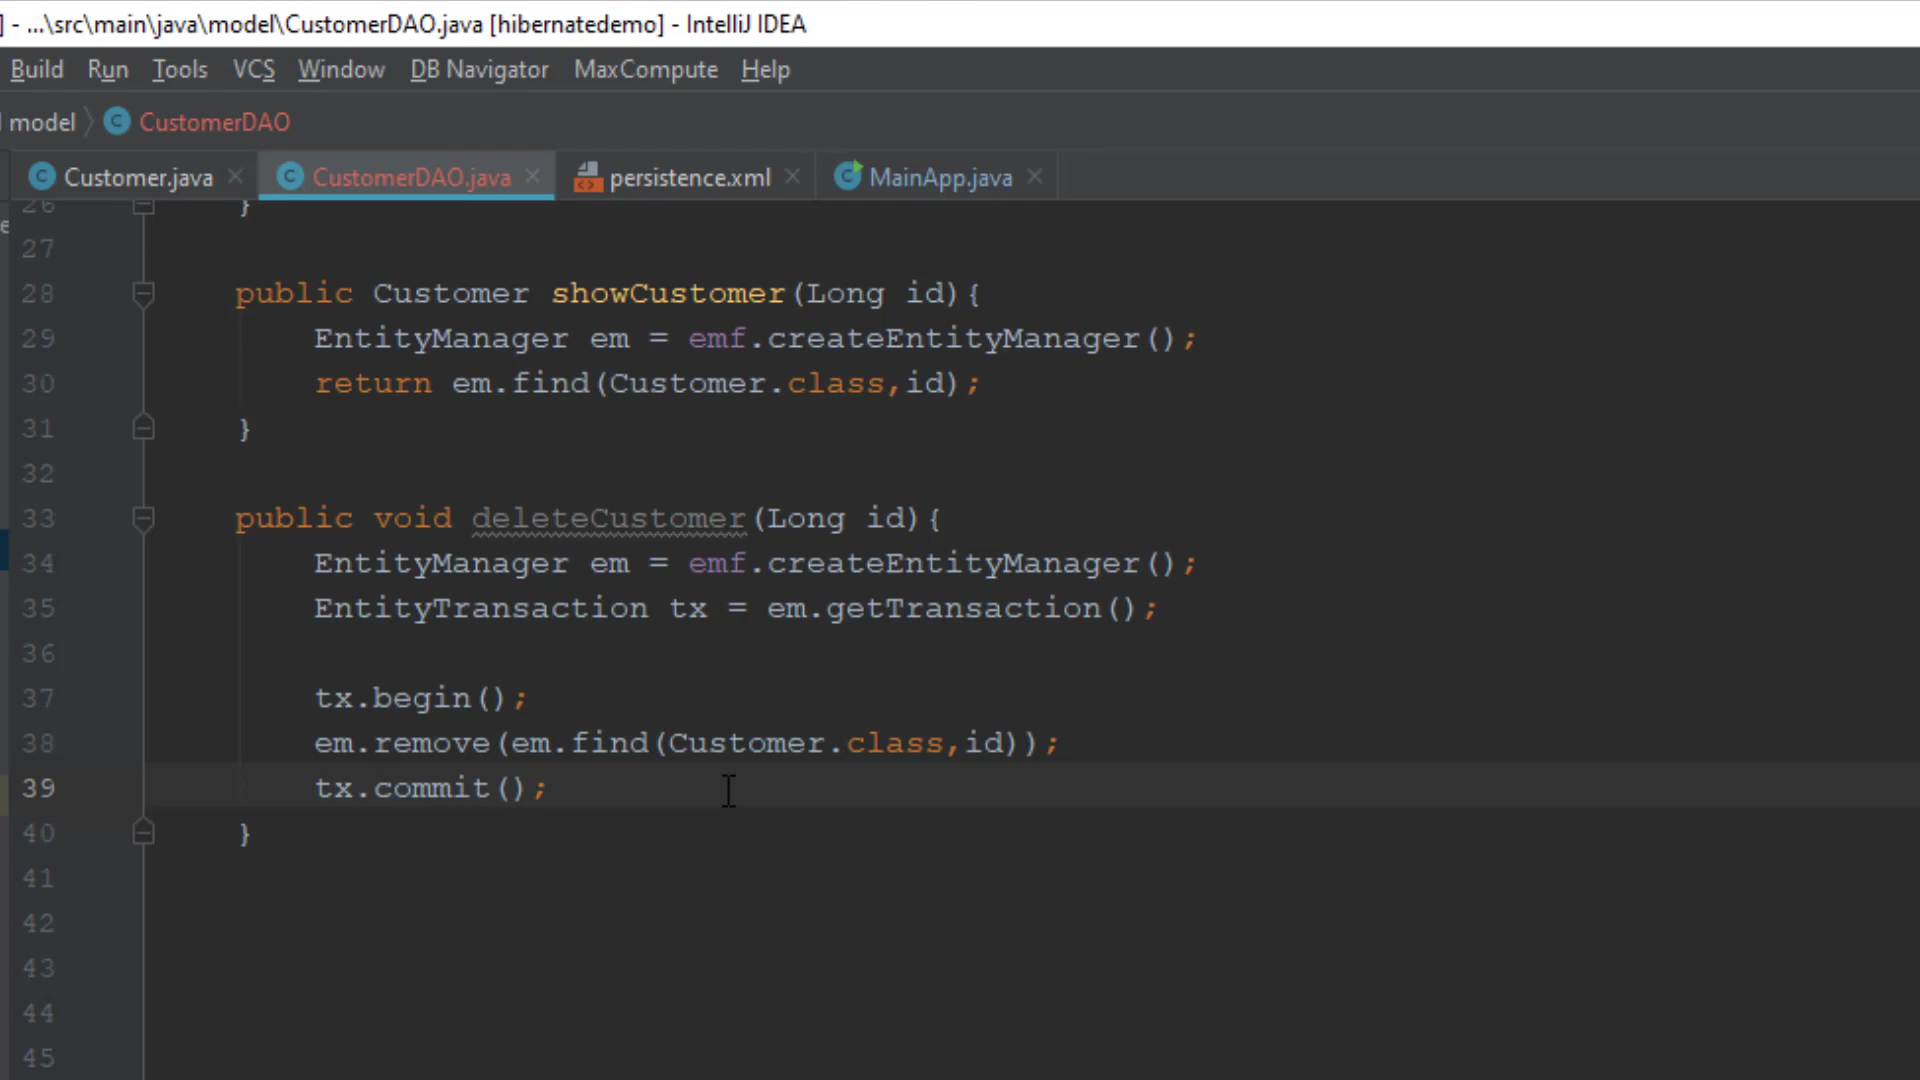 ] - ...\src\main\java\model\CustomerDAO.java [hibernatedemo] - IntelliJ IDEA
Build Run Tools VCS Window DB Navigator MaxCompute Help
model CustomerDAO
Customer.java CustomerDAO.java persistence.xml MainApp.java
26 }
27
28 public Customer showCustomer(Long id){
29 EntityManager em = emf.createEntityManager();
30 return em.find(Customer.class,id);
31 }
32
33 public void deleteCustomer(Long id){
34 EntityManager em = emf.createEntityManager();
35 EntityTransaction tx = em.getTransaction();
36
37 tx.begin();
38 em.remove(em.find(Customer.class,id));
39 tx.commit();
40 }
41
42
43
44
45